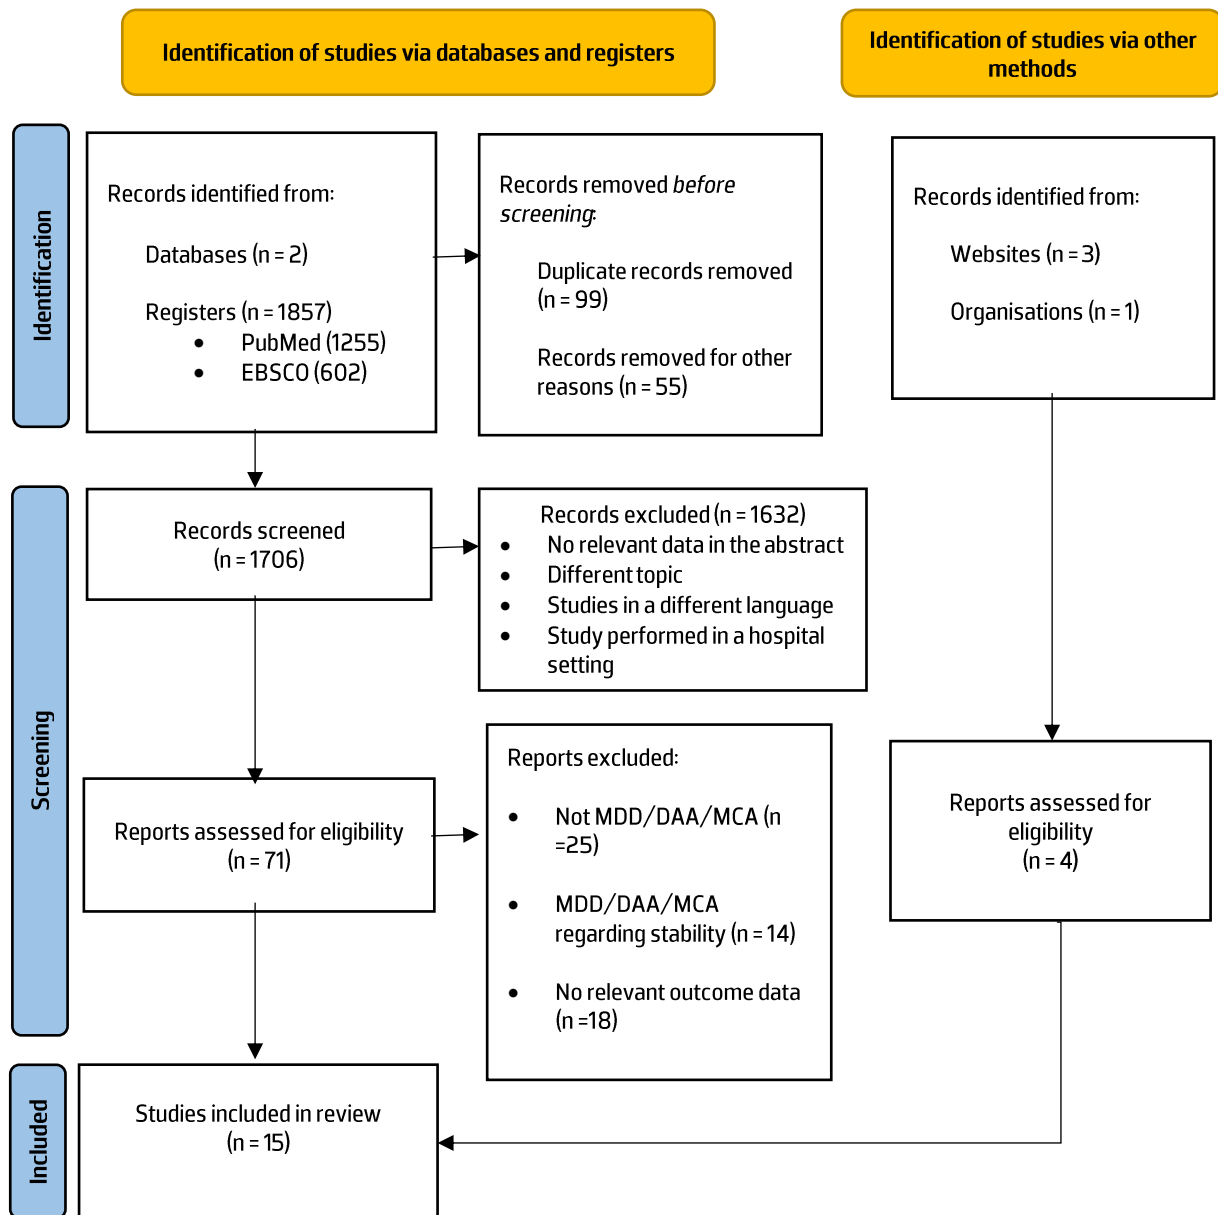 Identification of studies via databases and registers
Identification of studies via other
methods
Identification
Records identified from:
Databases (n = 2)
Registers (n = 1857)
• PubMed (1255)
• EBSCO (602)
Records removed before
screening:
Duplicate records removed
(n = 99)
Records removed for other
reasons (n = 55)
Records identified from:
Websites (n = 3)
Organisations (n = 1)
Screening
Records screened
(n = 1706)
Records excluded (n = 1632)
• No relevant data in the abstract
• Different topic
• Studies in a different language
• Study performed in a hospital
setting
Reports assessed for eligibility
(n = 71)
Reports excluded:
• Not MDD/DAA/MCA (n
=25)
• MDD/DAA/MCA
regarding stability (n = 14)
• No relevant outcome data
(n =18)
Reports assessed for
eligibility
(n = 4)
Included
Studies included in review
(n = 15)